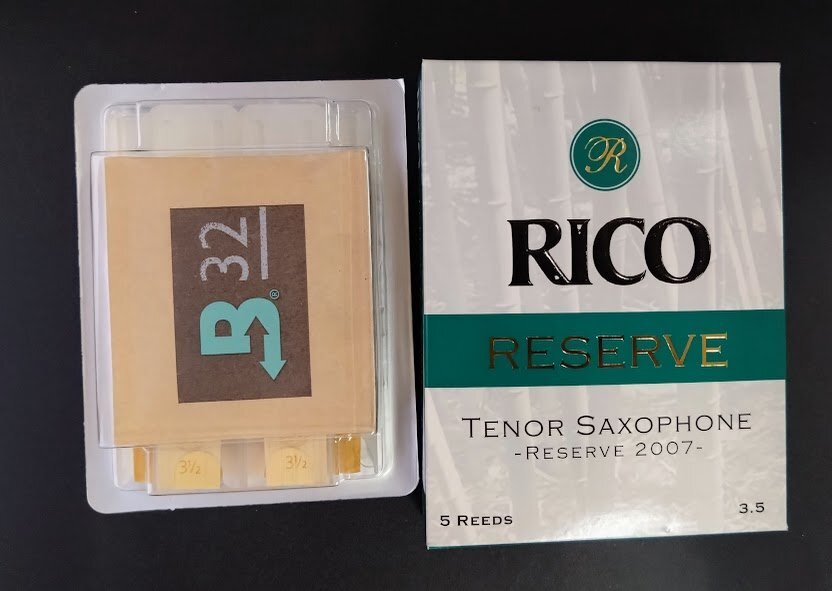 32
B®
3½
3½
R
RICO
RESERVE
TENOR SAXOPHONE
-RESERVE 2007-
5 REEDS
3.5